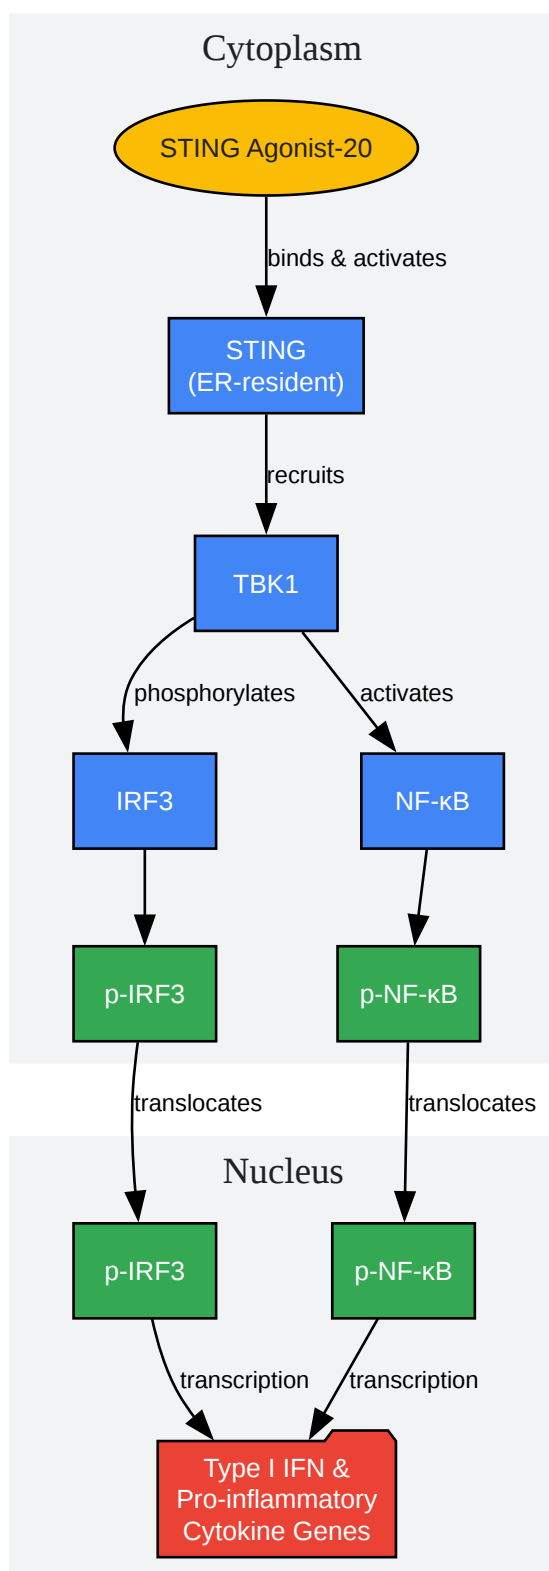 Cytoplasm
STING Agonist-20
binds & activates
STING
(ER-resident)
recruits
TBK1
phosphorylates
activates
IRF3
NF-κB
p-IRF3
p-NF-κB
translocates
translocates
Nucleus
p-IRF3
p-NF-κB
transcription
transcription
Type I IFN &
Pro-inflammatory
Cytokine Genes